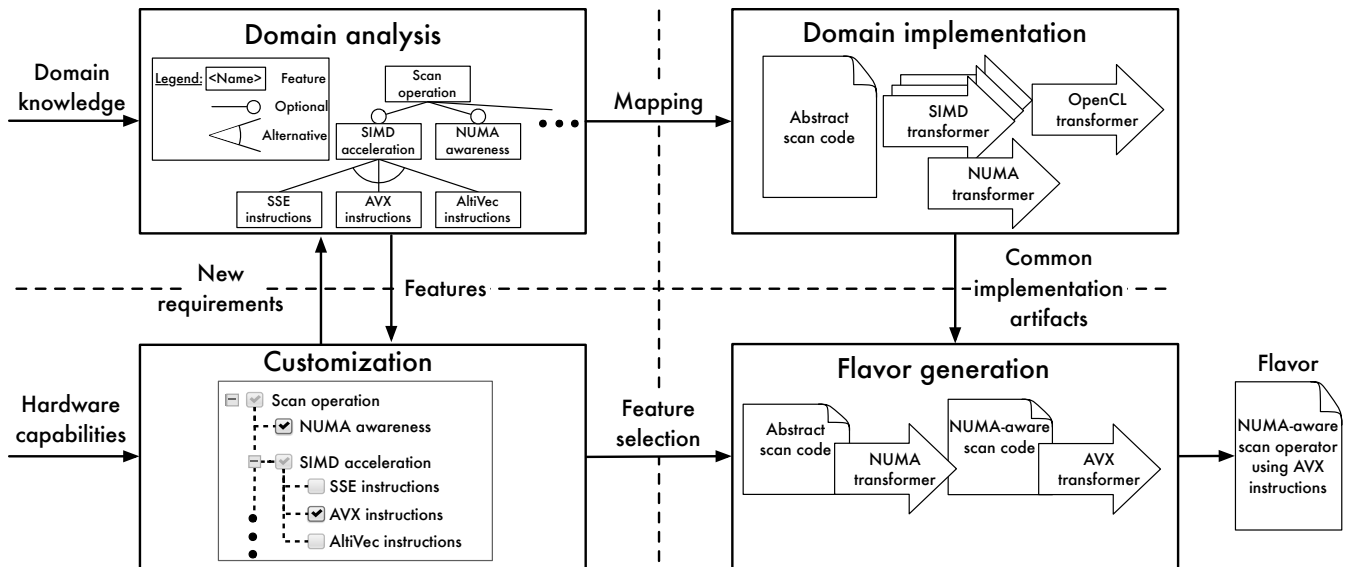 Domain analysis
Legend: <Name> Feature
Optional
Alternative
Scan
operation
SIMD
acceleration
NUMA
awareness
SSE
instructions
AVX
instructions
AltiVec
instructions
Domain
knowledge
Mapping
Domain implementation
Abstract
scan code
SIMD
transformer
OpenCL
transformer
NUMA
transformer
New
requirements
Features
Common
implementation
artifacts
Customization
Scan operation
NUMA awareness
SIMD acceleration
SSE instructions
AVX instructions
AltiVec instructions
Hardware
capabilities
Feature
selection
Flavor generation
Abstract
scan code
NUMA
transformer
NUMA-aware
scan code
AVX
transformer
Flavor
NUMA-aware
scan operator
using AVX
instructions